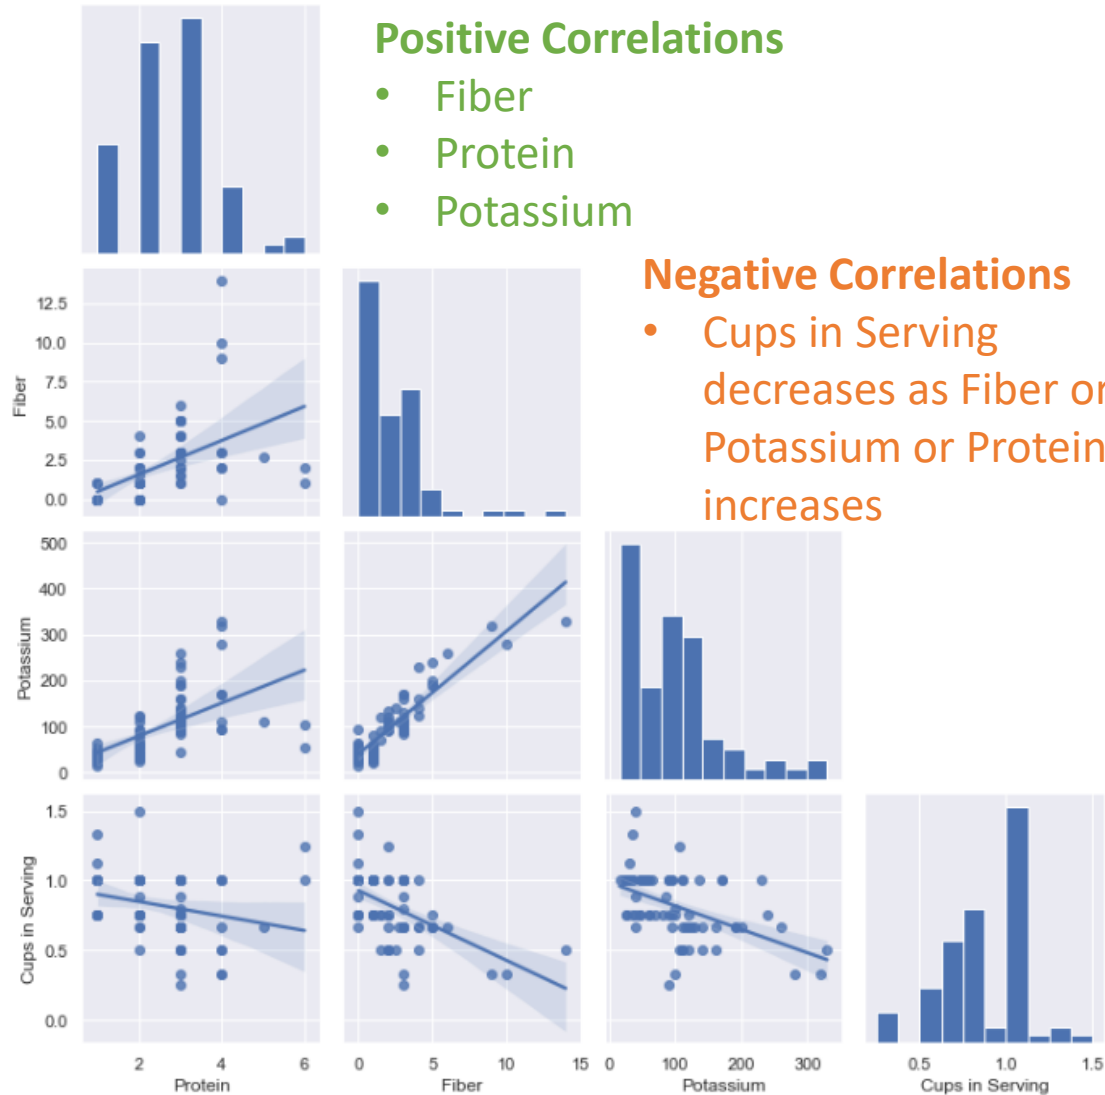 Positive Correlations
• Fiber
• Protein
• Potassium
Negative Correlations
• Cups in Serving
decreases as Fiber or
Potassium or Protein
increases
12.5
10.0
7.5
5.0
2.5
0.0
Fiber
500
400
300
200
100
0
Potassium
1.5
1.0
0.5
0.0
Cups in Serving
2 4 6
Protein
0 5 10 15
Fiber
0 100 200 300
Potassium
0.5 1.0 1.5
Cups in Serving